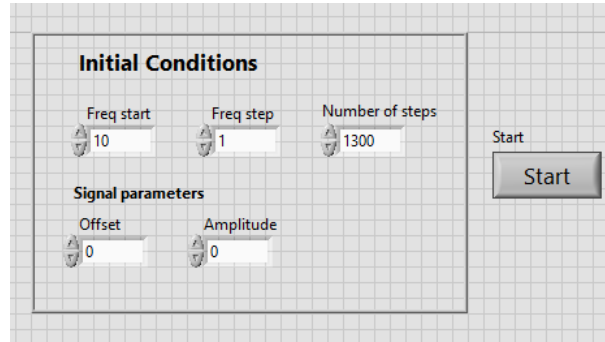 Initial Conditions
Freq start Freq step Number of steps
10 1 1300
Start
Start
Signal parameters
Offset Amplitude
0 0